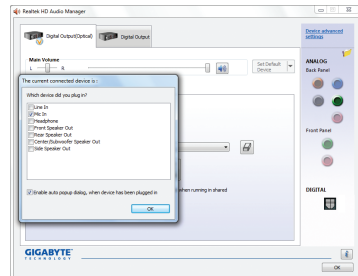 Realtek HD Audio Manager
Digital Output(Optical)
Digital Output
Device advanced
settings
Main Volume
L
R
Set Default
Device
ANALOG
Back Panel
The current connected device is :
Which device did you plug in?
Line In
Mic In
Headphone
Front Speaker Out
Rear Speaker Out
Center/Subwoofer Speaker Out
Side Speaker Out
Front Panel
when running in shared
Enable auto popup dialog, when device has been plugged in
OK
DIGITAL
GIGABYTE
TECHNOLOGY
OK